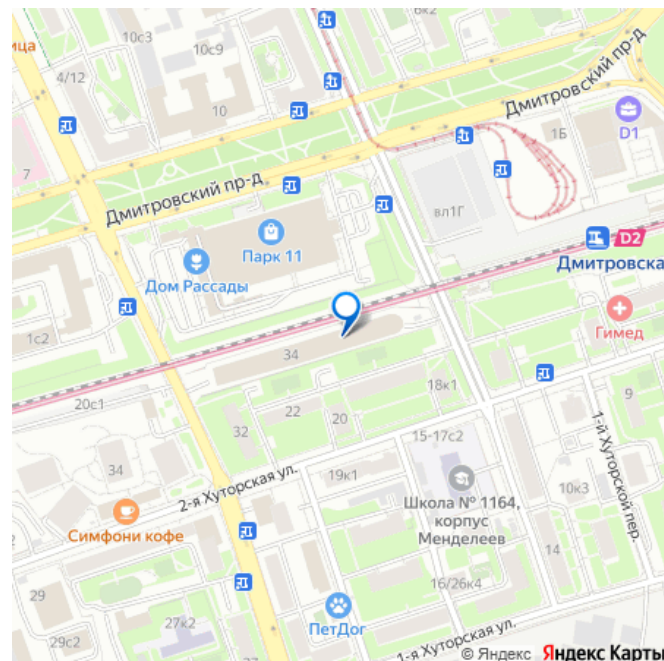 6к2
10с3
10с9
ица
4/12
10
Дмитровский пр-д
1Б
D1
7
Дмитровский пр-д
вл1Г
Парк 11
D2
Дмитровска
Дом Рассады
Гимед
1с2
34
18к1
20с1
22
20
9
32
15-17с2
1-й Хуторской пер.
34
2-я Хуторская ул.
19к1
Школа № 1164,
корпус
Менделеев
10к3
Симфони кофе
14
29
16/26к4
27к2
ПетДог
29с2
1-я Хуторская ул.
© Яндекс Яндекс Карты